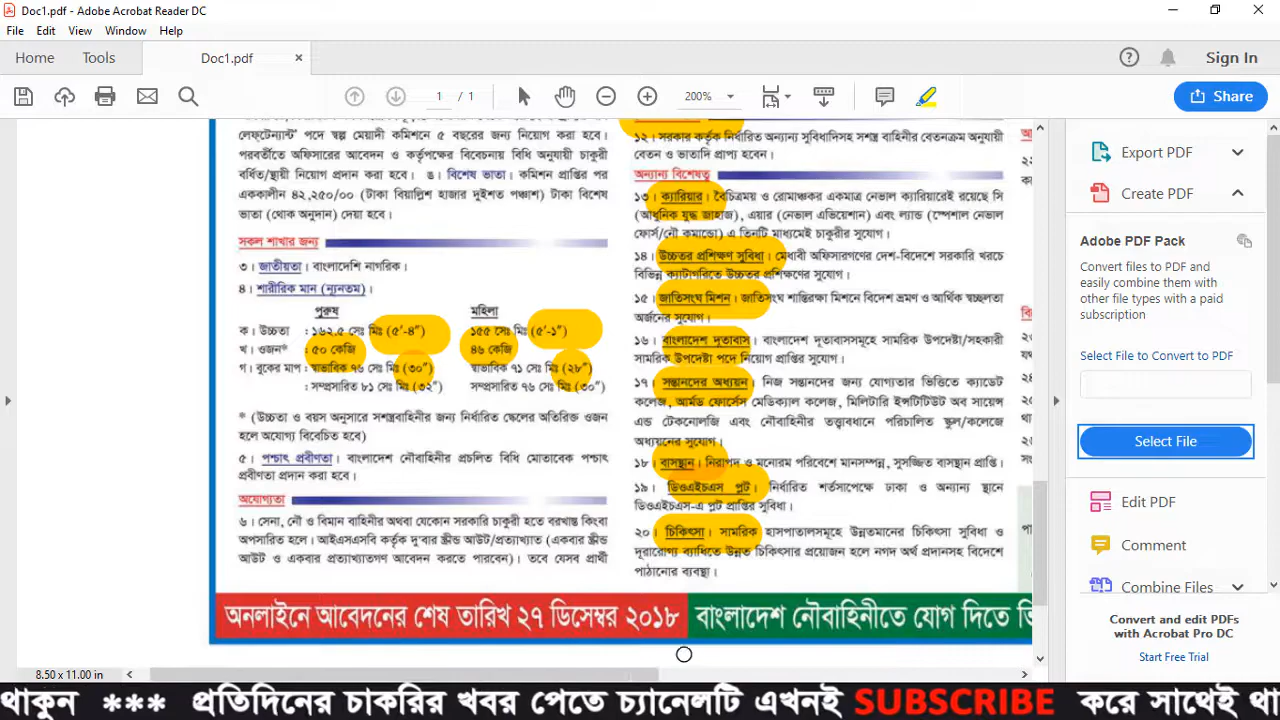 Doc1.pdf - Adobe Acrobat Reader DC
File Edit View Window Help
Home Tools Doc1.pdf × Sign In
1 / 1 200% Share
লেফ্টেন্যান্ট' পদে স্বল্প মেয়াদী কমিশনে ৫ বছরের জন্য নিয়োগ করা হবে।
পরবর্তীতে অফিসারের আবেদন ও কর্তৃপক্ষের বিবেচনায় বিধি অনুযায়ী চাকুরী
বর্ধিত/স্থায়ী নিয়োগ প্রদান করা হবে। ঙ। বিশেষ ভাতা। কমিশন প্রাপ্তির পর
এককালীন ৪২,২৫০/০০ (টাকা বিয়াল্লিশ হাজার দুইশত পঞ্চাশ) টাকা বিশেষ
ভাতা (থোক অনুদান) দেয়া হবে।
সকল শাখার জন্য
৩। জাতীয়তা। বাংলাদেশি নাগরিক।
৪। শারীরিক মান (ন্যূনতম)।
পুরুষ মহিলা
ক। উচ্চতা : ১৬২.৫ সেঃ মিঃ (৫′-৪″) ১৫৫ সেঃ মিঃ (৫′-১″)
খ। ওজন* : ৫০ কেজি ৪৬ কেজি
গ। বুকের মাপ : স্বাভাবিক ৭৬ সেঃ মিঃ (৩০″) স্বাভাবিক ৭১ সেঃ মিঃ (২৮″)
: সম্প্রসারিত ৮১ সেঃ মিঃ (৩২″) সম্প্রসারিত ৭৬ সেঃ মিঃ (৩০″)
* (উচ্চতা ও বয়স অনুসারে সশস্ত্রবাহিনীর জন্য নির্ধারিত স্কেলের অতিরিক্ত ওজন
হলে অযোগ্য বিবেচিত হবে)
৫। পশ্চাৎ প্রবীণতা। বাংলাদেশ নৌবাহিনীর প্রচলিত বিধি মোতাবেক পশ্চাৎ
প্রবীণতা প্রদান করা হবে।
অযোগ্যতা
৬। সেনা, নৌ ও বিমান বাহিনীর অথবা যেকোন সরকারি চাকুরী হতে বরখাস্ত কিংবা
অপসারিত হলে। আইএসএসবি কর্তৃক দু'বার স্ক্রীন্ড আউট/প্রত্যাখ্যাত (একবার স্ক্রীন্ড
আউট ও একবার প্রত্যাখ্যাতগণ আবেদন করতে পারবেন)। তবে যেসব প্রার্থী
১২। সরকার কর্তৃক নির্ধারিত অন্যান্য সুবিধাদিসহ সশস্ত্র বাহিনীর বেতনক্রম অনুযায়ী
বেতন ও ভাতাদি প্রাপ্য হবেন।
অন্যান্য বিশেষত্ব
১৩। ক্যারিয়ার। বৈচিত্রময় ও রোমাঞ্চকর একমাত্র নেভাল ক্যারিয়ারেই রয়েছে সি
(আধুনিক যুদ্ধ জাহাজ), এয়ার (নেভাল এভিয়েশান) এবং ল্যান্ড (স্পেশাল নেভাল
ফোর্স/নৌ কমান্ডো) এ তিনটি মাধ্যমেই চাকুরীর সুযোগ।
১৪। উচ্চতর প্রশিক্ষণ সুবিধা। মেধাবী অফিসারগণের দেশ-বিদেশে সরকারি খরচে
বিভিন্ন ক্যাটাগরিতে উচ্চতর প্রশিক্ষণের সুযোগ।
১৫। জাতিসংঘ মিশন। জাতিসংঘ শান্তিরক্ষা মিশনে বিদেশ ভ্রমণ ও আর্থিক স্বচ্ছলতা
অর্জনের সুযোগ।
১৬। বাংলাদেশ দূতাবাস। বাংলাদেশ দূতাবাসসমূহে সামরিক উপদেষ্টা/সহকারী
সামরিক উপদেষ্টা পদে নিয়োগ প্রাপ্তির সুযোগ।
১৭। সন্তানদের অধ্যয়ন। নিজ সন্তানদের জন্য যোগ্যতার ভিত্তিতে ক্যাডেট
কলেজ, আর্মড ফোর্সেস মেডিক্যাল কলেজ, মিলিটারি ইন্সটিটিউট অব সায়েন্স
এন্ড টেকনোলজি এবং নৌবাহিনীর তত্ত্বাবধানে পরিচালিত স্কুল/কলেজে
অধ্যয়নের সুযোগ।
১৮। বাসস্থান। নিরাপদ ও মনোরম পরিবেশে মানসম্পন্ন, সুসজ্জিত বাসস্থান প্রাপ্তি।
১৯। ডিওএইচএস প্লট। নির্ধারিত শর্তসাপেক্ষে ঢাকা ও অন্যান্য স্থানে
ডিওএইচএস-এ প্লট প্রাপ্তির সুবিধা।
২০। চিকিৎসা। সামরিক হাসপাতালসমূহে উন্নতমানের চিকিৎসা সুবিধা ও
দূরারোগ্য ব্যাধিতে উন্নত চিকিৎসার প্রয়োজন হলে নগদ অর্থ প্রদানসহ বিদেশে
পাঠানোর ব্যবস্থা।
অনলাইনে আবেদনের শেষ তারিখ ২৭ ডিসেম্বর ২০১৮ বাংলাদেশ নৌবাহিনীতে যোগ দিতে
8.50 x 11.00 in
Export PDF
Create PDF
Adobe PDF Pack
Convert files to PDF and
easily combine them with
other file types with a paid
subscription
Select File to Convert to PDF
Select File
Edit PDF
Comment
Combine Files
Convert and edit PDFs
with Acrobat Pro DC
Start Free Trial
থাকুন *** প্রতিদিনের চাকরির খবর পেতে চ্যানেলটি এখনই SUBSCRIBE করে সাথেই থা